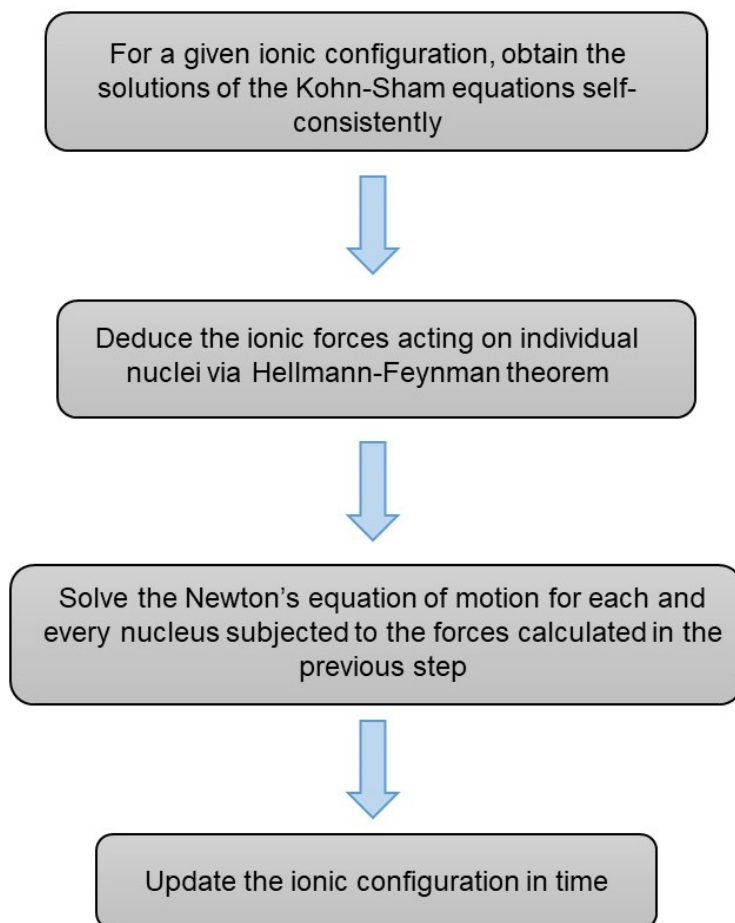 For a given ionic configuration, obtain the
solutions of the Kohn-Sham equations self-
consistently
Deduce the ionic forces acting on individual
nuclei via Hellmann-Feynman theorem
Solve the Newton’s equation of motion for each and
every nucleus subjected to the forces calculated in the
previous step
Update the ionic configuration in time